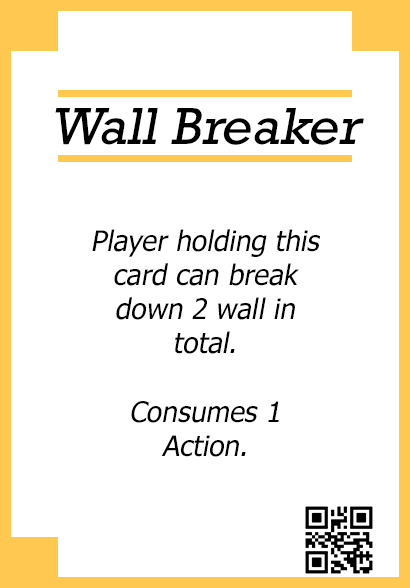 Wall Breaker
Player holding this
card can break
down 2 wall in
total.
Consumes 1
Action.